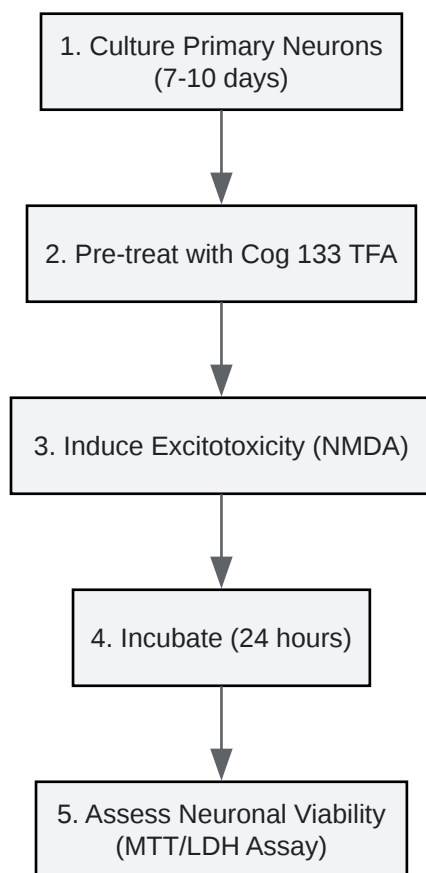 1. Culture Primary Neurons
(7-10 days)
2. Pre-treat with Cog 133 TFA
3. Induce Excitotoxicity (NMDA)
4. Incubate (24 hours)
5. Assess Neuronal Viability
(MTT/LDH Assay)